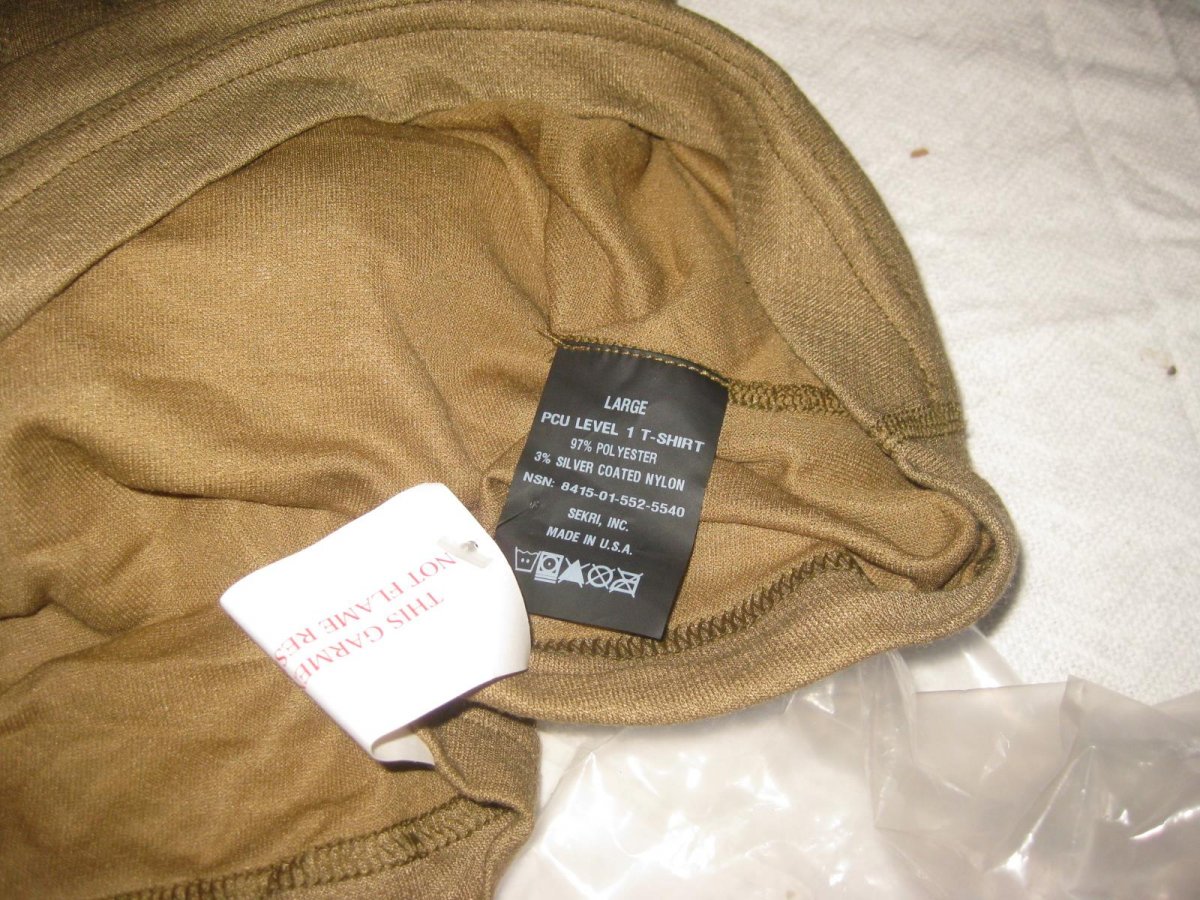 LARGE
PCU LEVEL 1 T-SHIRT
97% POLYESTER
3% SILVER COATED NYLON
NSN: 8415-01-552-5540
SEKRI, INC.
MADE IN U.S.A.
THIS GARME
NOT FLAME RES